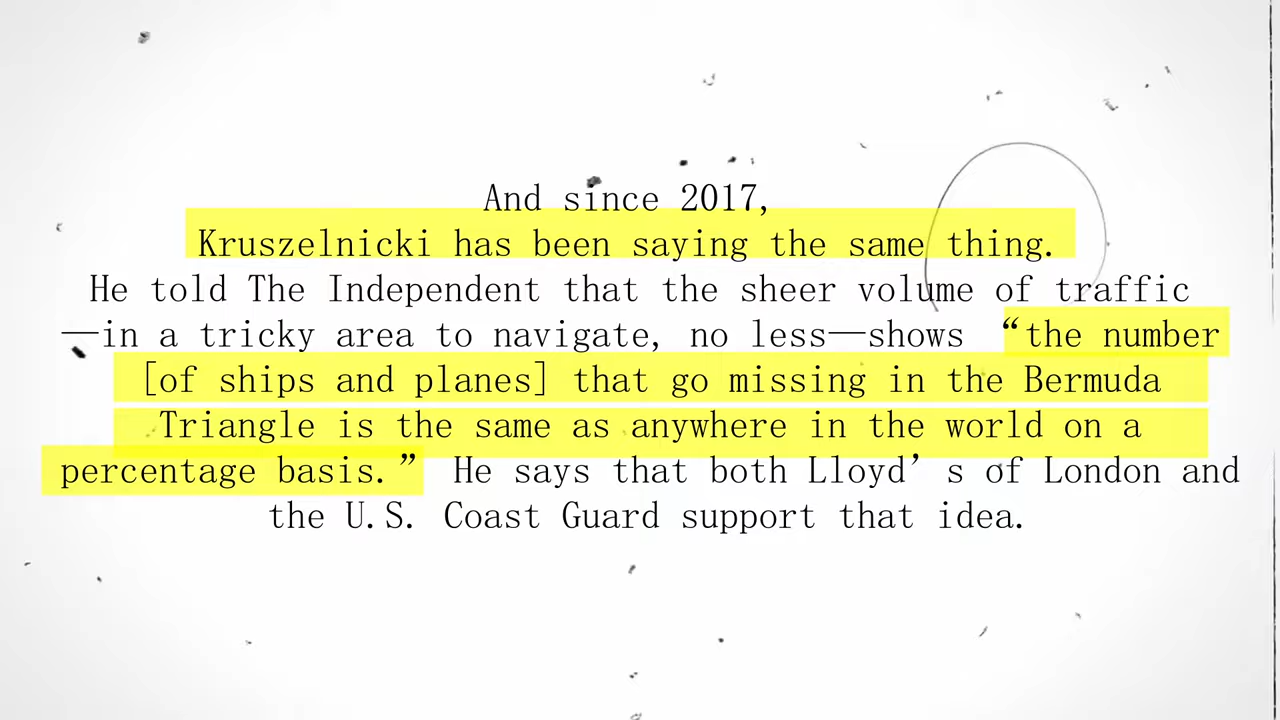 And since 2017,
Kruszelnicki has been saying the same thing.
He told The Independent that the sheer volume of traffic
—in a tricky area to navigate, no less—shows “the number
[of ships and planes] that go missing in the Bermuda
Triangle is the same as anywhere in the world on a
percentage basis.” He says that both Lloyd’s of London and
the U.S. Coast Guard support that idea.